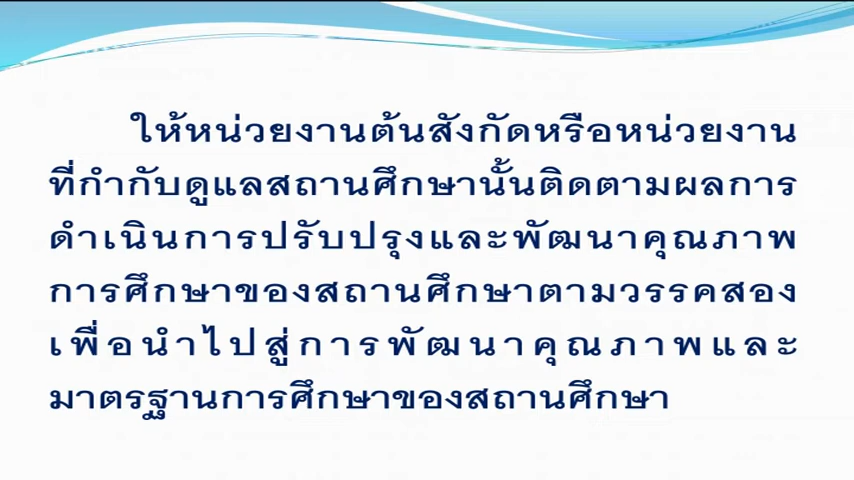 ให้หน่วยงานต้นสังกัดหรือหน่วยงาน
ที่กำกับดูแลสถานศึกษานั้นติดตามผลการ
ดำเนินการปรับปรุงและพัฒนาคุณภาพ
การศึกษาของสถานศึกษาตามวรรคสอง
เพื่อนำไปสู่การพัฒนาคุณภาพและ
มาตรฐานการศึกษาของสถานศึกษา